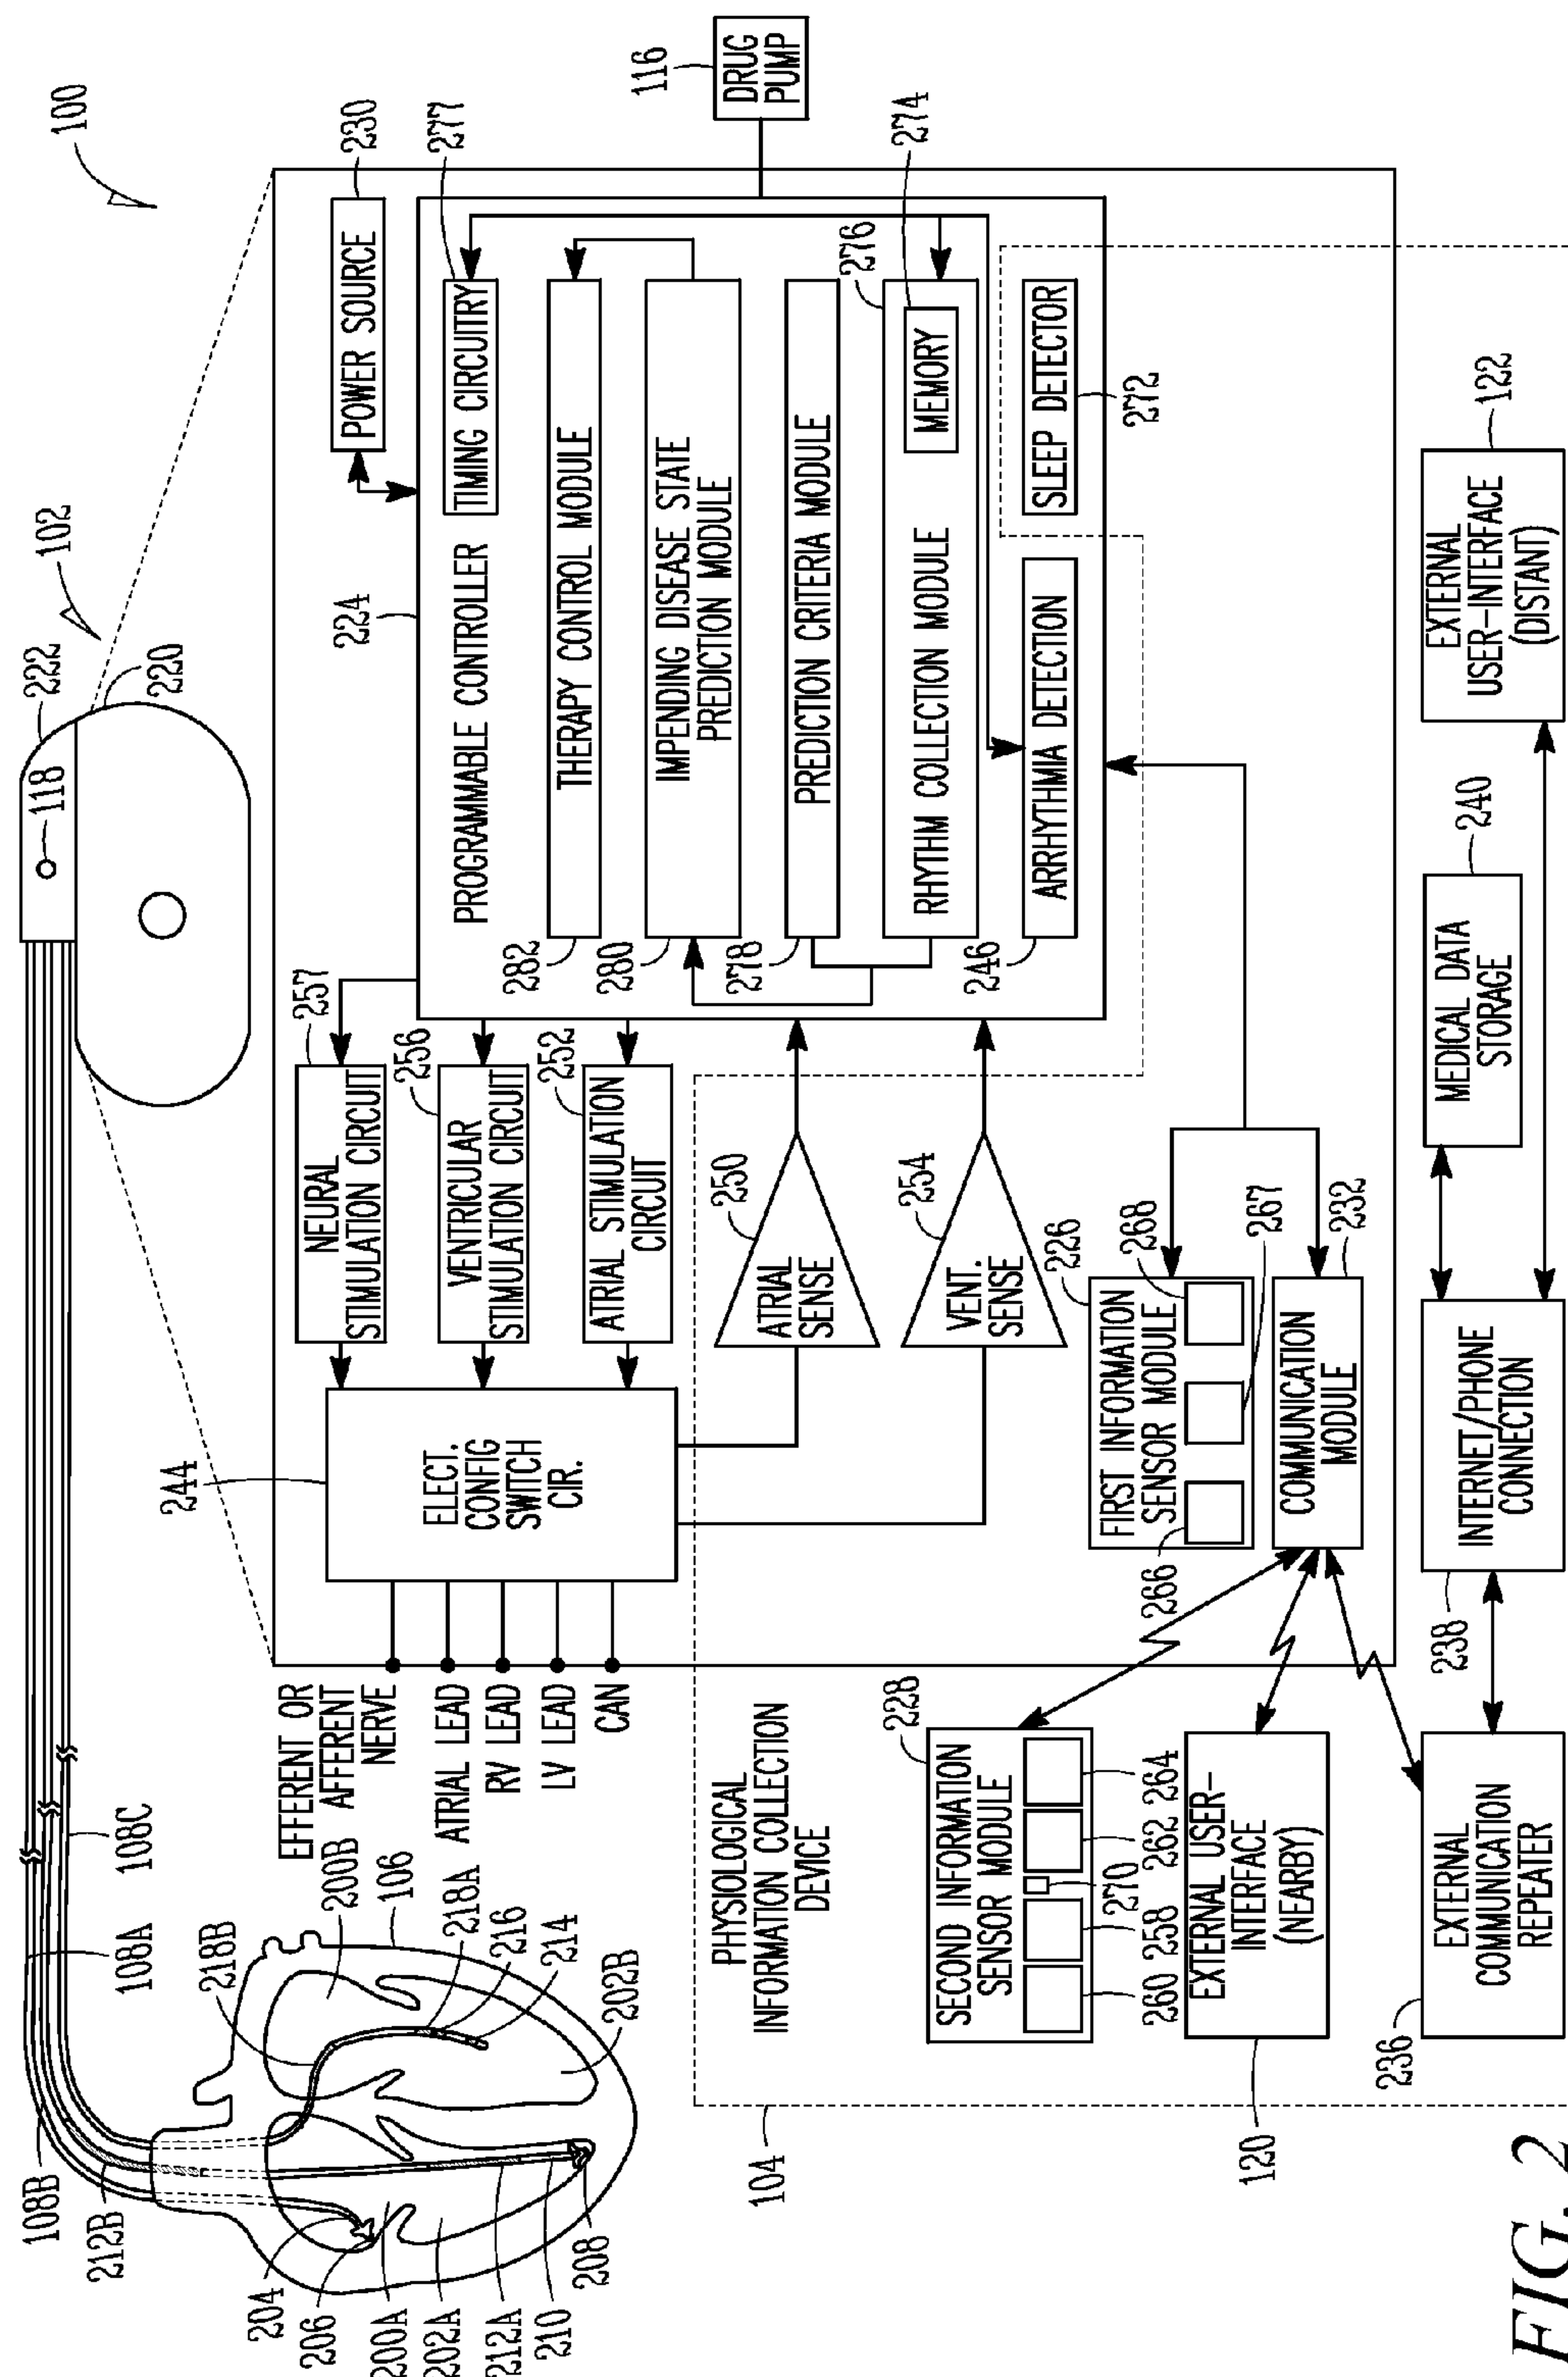 100
102
222
118
220
108A
108B
108C
212B
204
206
200A
202A
212A
210
208
218B
200B
106
218A
216
214
202B
EFFERENT OR
AFFERENT
NERVE
ATRIAL LEAD
RV LEAD
LV LEAD
CAN
244
ELECT.
CONFIG
SWITCH
CIR.
257
NEURAL
STIMULATION CIRCUIT
256
VENTRICULAR
STIMULATION CIRCUIT
252
ATRIAL STIMULATION
CIRCUIT
250
ATRIAL
SENSE
254
VENT.
SENSE
224
PROGRAMMABLE CONTROLLER
TIMING CIRCUITRY
277
POWER SOURCE
230
282
THERAPY CONTROL MODULE
280
IMPENDING DISEASE STATE
PREDICTION MODULE
278
PREDICTION CRITERIA MODULE
276
RHYTHM COLLECTION MODULE
MEMORY
274
246
ARRHYTHMIA DETECTION
SLEEP DETECTOR
272
116
DRUG
PUMP
104
PHYSIOLOGICAL
INFORMATION COLLECTION
DEVICE
228
SECOND INFORMATION
SENSOR MODULE
260
258
270
262
264
226
FIRST INFORMATION
SENSOR MODULE
266
267
268
232
COMMUNICATION
MODULE
120
EXTERNAL USER-
INTERFACE
(NEARBY)
236
EXTERNAL
COMMUNICATION
REPEATER
238
INTERNET/PHONE
CONNECTION
240
MEDICAL DATA
STORAGE
122
EXTERNAL
USER-INTERFACE
(DISTANT)
FIG. 2